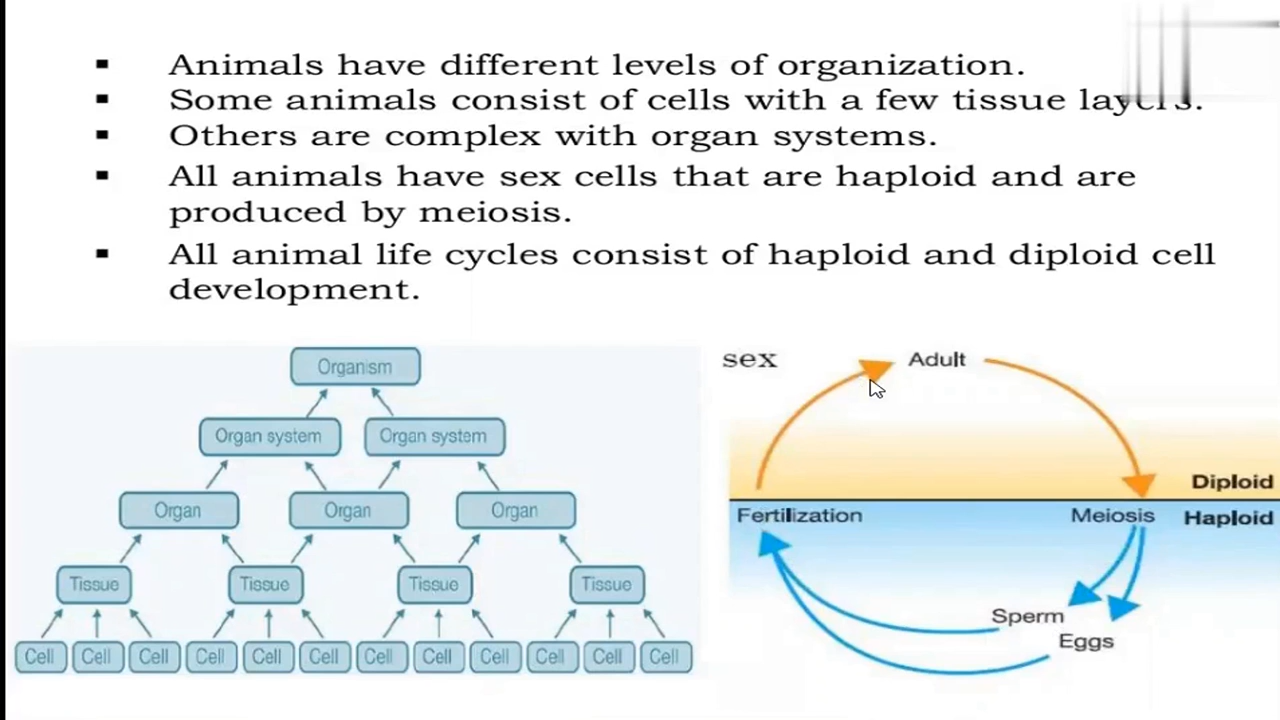 ▪ Animals have different levels of organization.
▪ Some animals consist of cells with a few tissue layers.
▪ Others are complex with organ systems.
▪ All animals have sex cells that are haploid and are
produced by meiosis.
▪ All animal life cycles consist of haploid and diploid cell
development.
Organism
Organ system Organ system
Organ Organ Organ
Tissue Tissue Tissue Tissue
Cell Cell Cell Cell Cell Cell Cell Cell Cell Cell Cell Cell
sex Adult
Diploid
Fertilization Meiosis Haploid
Sperm
Eggs